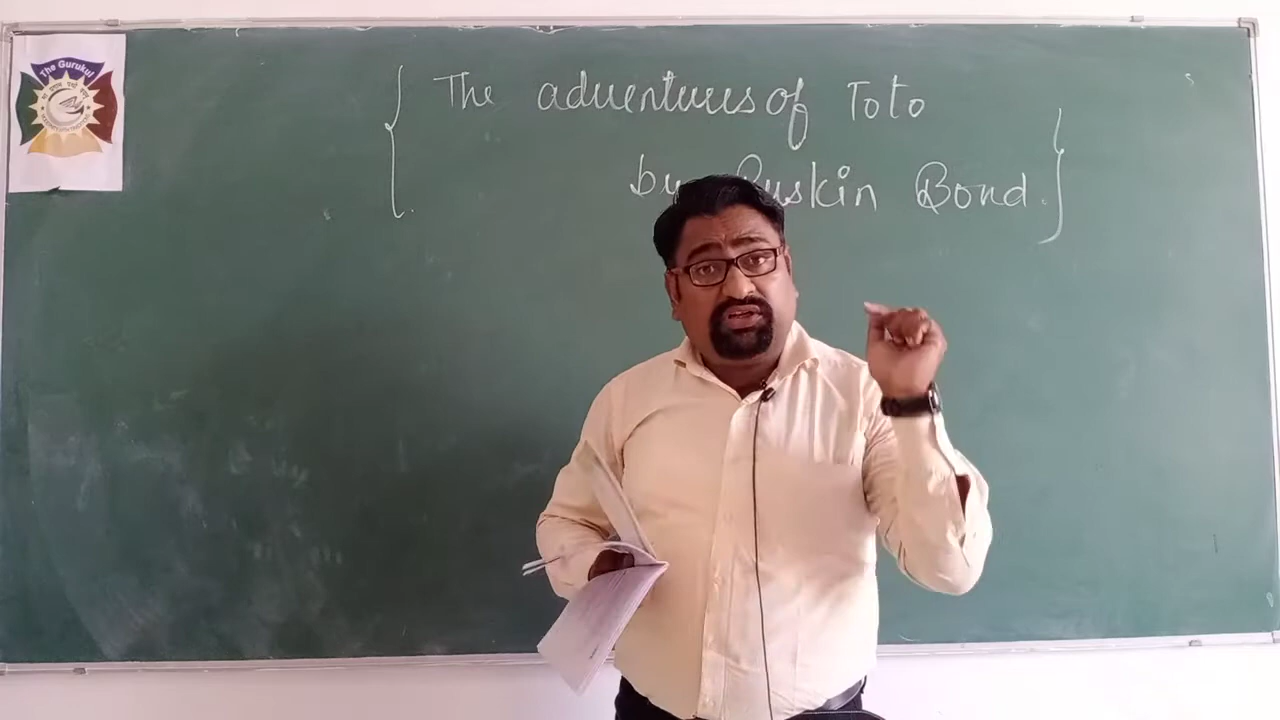 The Gurukul
The adventures of Toto
by Ruskin Bond.